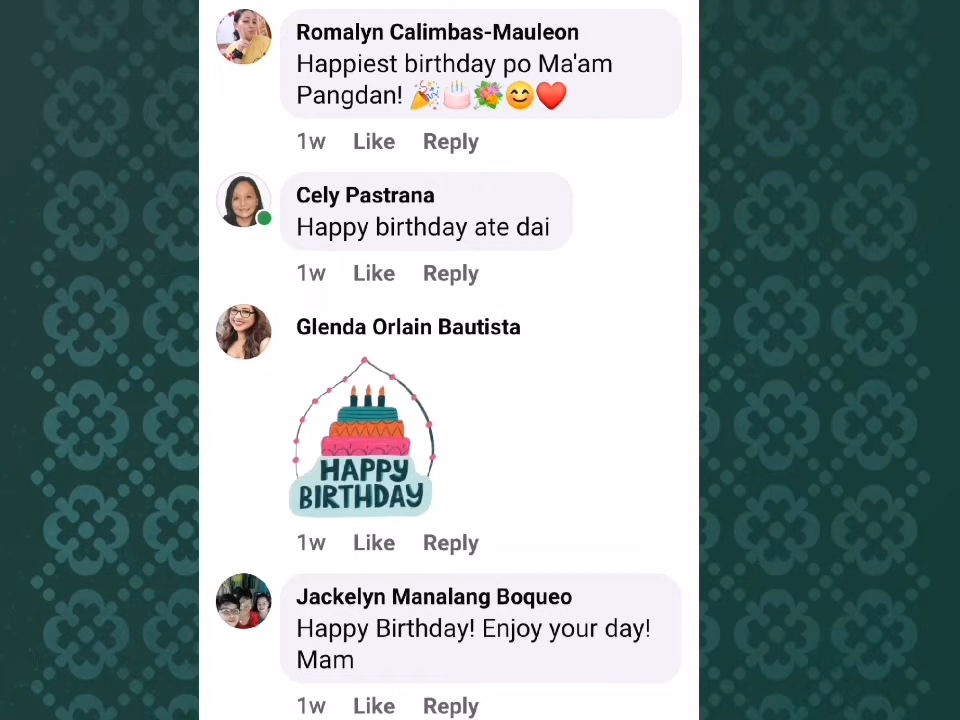 Romalyn Calimbas-Mauleon
Happiest birthday po Ma'am
Pangdan! 🎉🎂💐😊❤️
1w Like Reply
Cely Pastrana
Happy birthday ate dai
1w Like Reply
Glenda Orlain Bautista
HAPPY
BIRTHDAY
1w Like Reply
Jackelyn Manalang Boqueo
Happy Birthday! Enjoy your day!
Mam
1w Like Reply